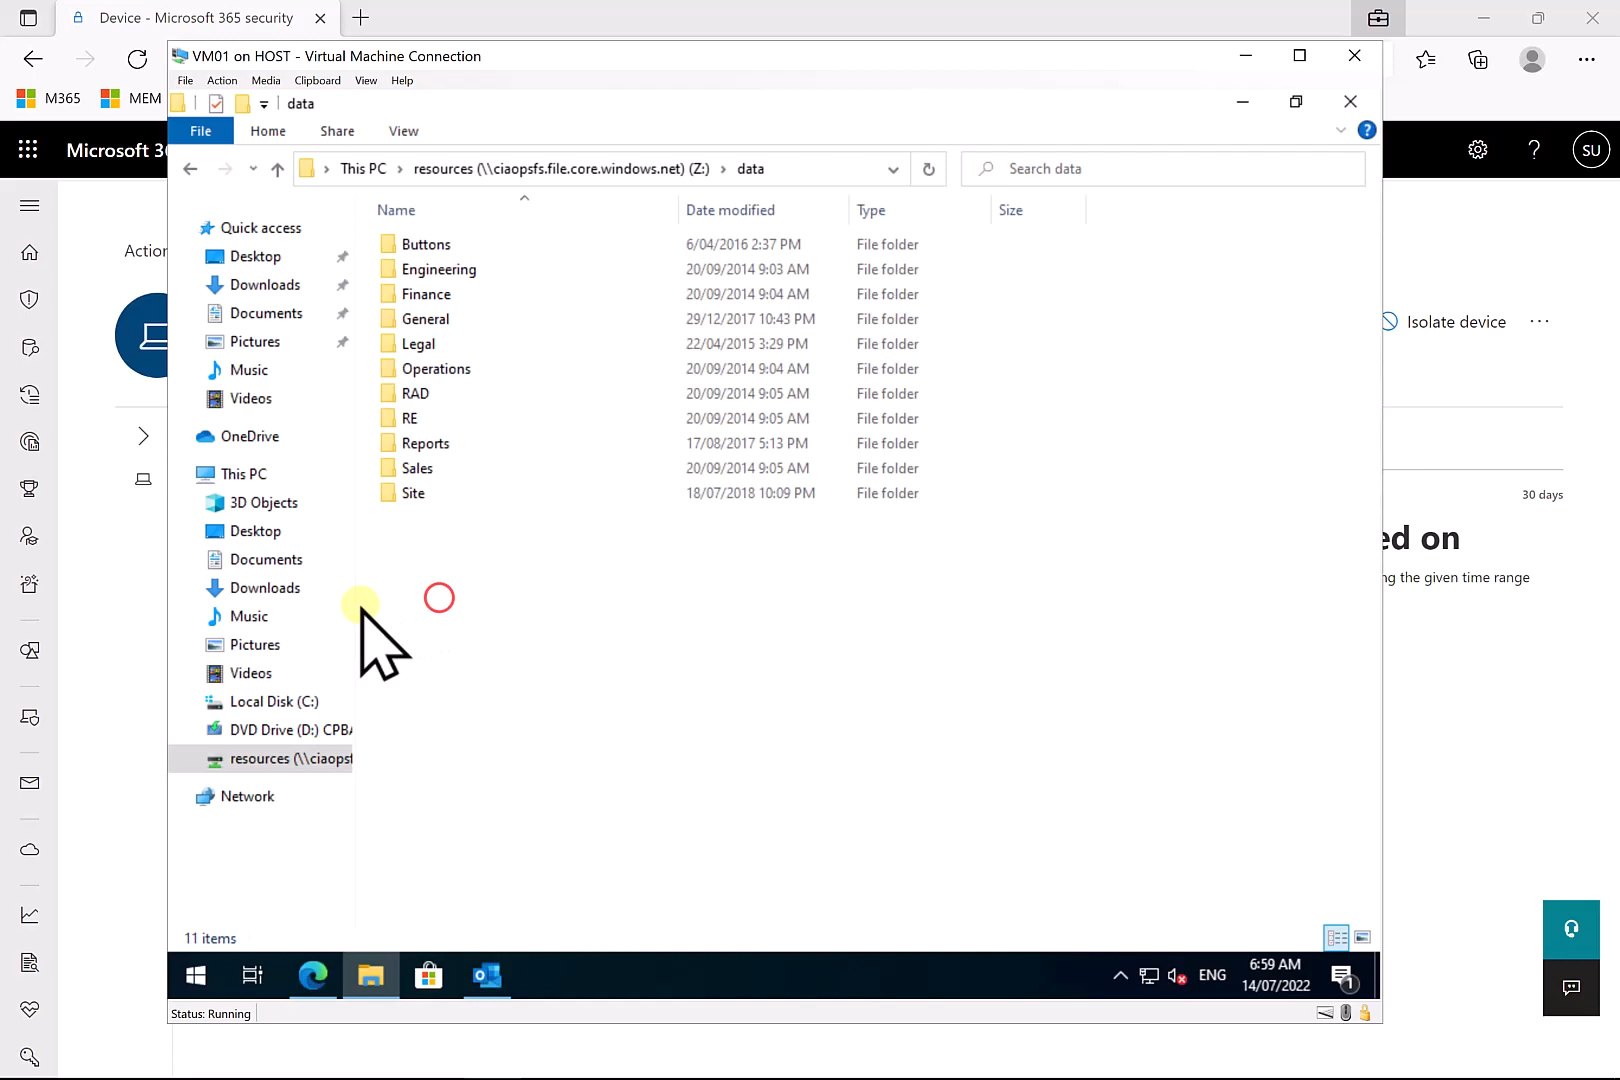 Device - Microsoft 365 security
M365
MEM
VM01 on HOST - Virtual Machine Connection
File Action Media Clipboard View Help
data
File Home Share View
Microsoft 3
SU
This PC > resources (\\ciaopsfs.file.core.windows.net) (Z:) > data
Search data
Name Date modified Type Size
Quick access
Desktop
Downloads
Documents
Pictures
Music
Videos
OneDrive
This PC
3D Objects
Desktop
Documents
Downloads
Music
Pictures
Videos
Local Disk (C:)
DVD Drive (D:) CPBA
resources (\\ciaopsf
Network
Buttons 6/04/2016 2:37 PM File folder
Engineering 20/09/2014 9:03 AM File folder
Finance 20/09/2014 9:04 AM File folder
General 29/12/2017 10:43 PM File folder
Legal 22/04/2015 3:29 PM File folder
Operations 20/09/2014 9:04 AM File folder
RAD 20/09/2014 9:05 AM File folder
RE 20/09/2014 9:05 AM File folder
Reports 17/08/2017 5:13 PM File folder
Sales 20/09/2014 9:05 AM File folder
Site 18/07/2018 10:09 PM File folder
Action
Isolate device
30 days
ed on
ng the given time range
11 items
ENG
6:59 AM
14/07/2022
1
Status: Running